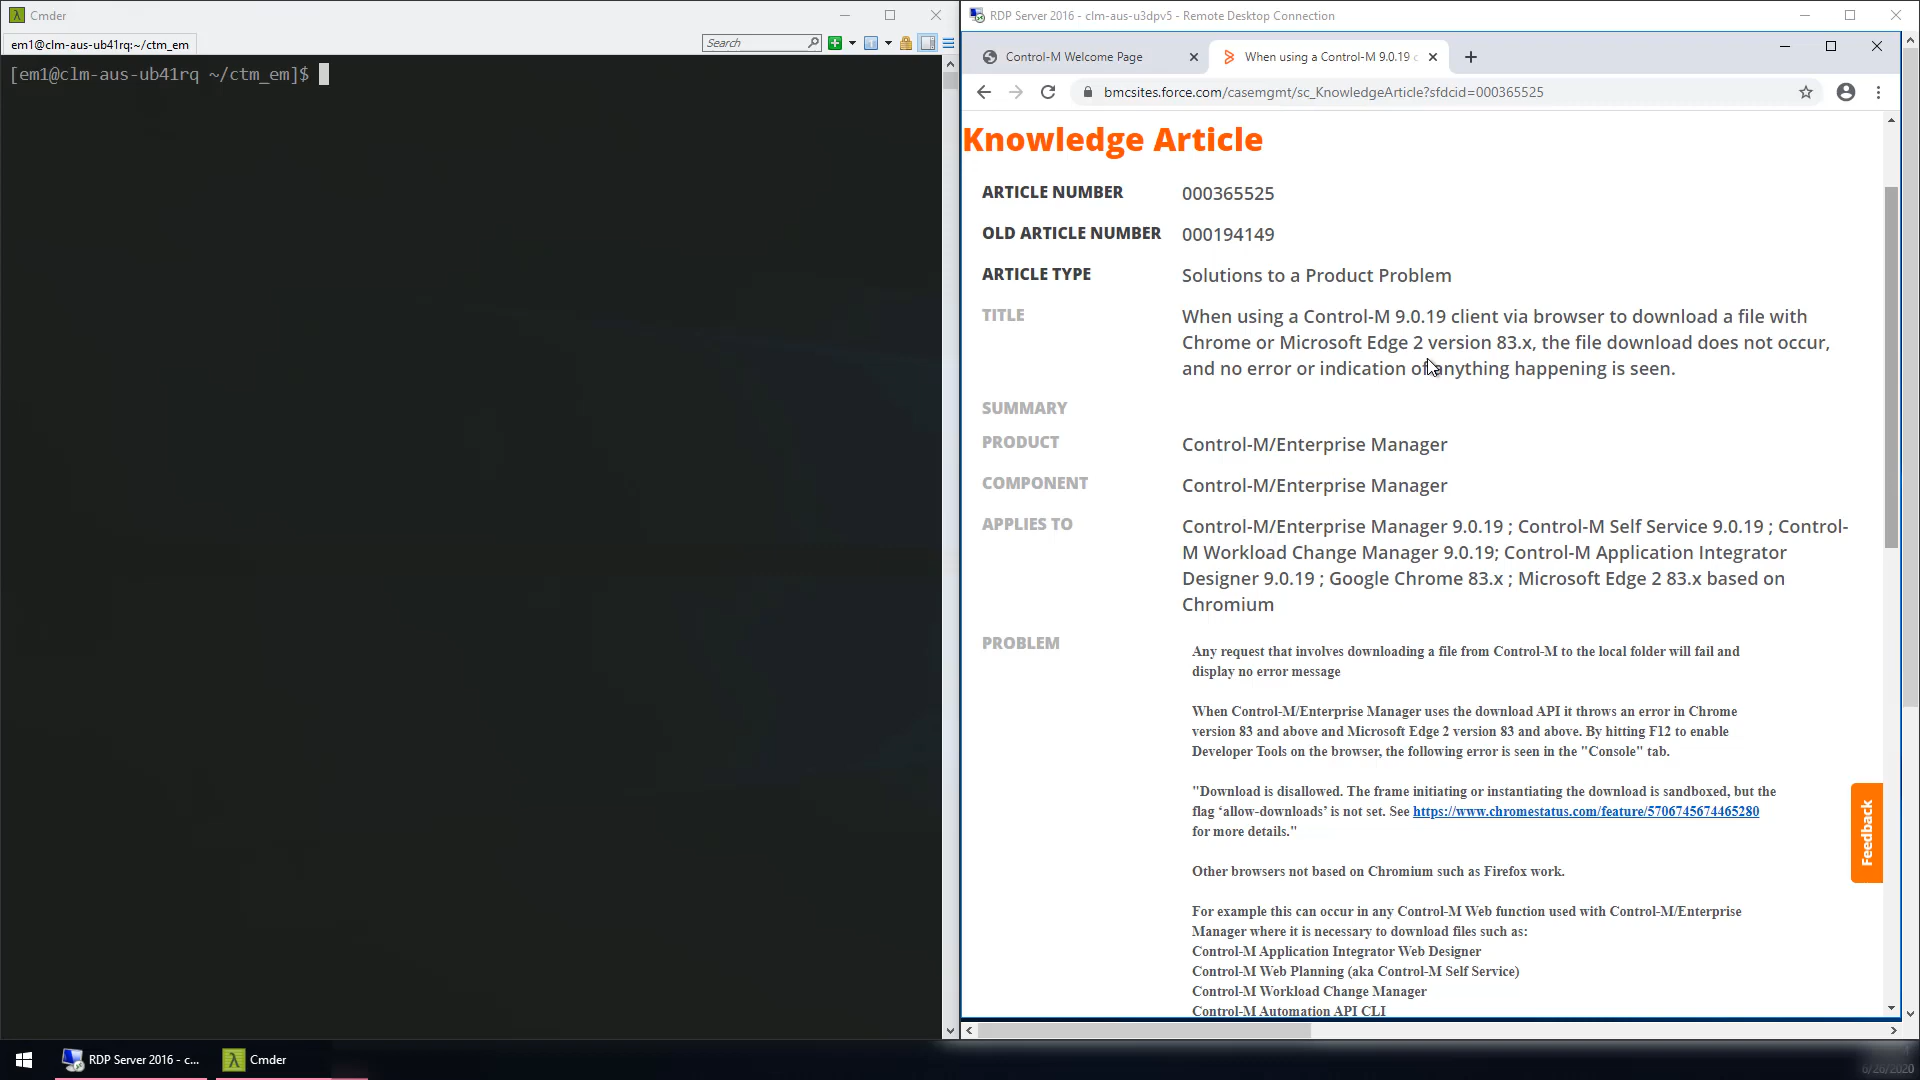 Cmder
em1@clm-aus-ub41rq:~/ctm_em
Search
[em1@clm-aus-ub41rq ~/ctm_em]$
RDP Server 2016 - clm-aus-u3dpv5 - Remote Desktop Connection
Control-M Welcome Page
When using a Control-M 9.0.19 c
bmcsites.force.com/casemgmt/sc_KnowledgeArticle?sfdcid=000365525
Knowledge Article
ARTICLE NUMBER 000365525
OLD ARTICLE NUMBER 000194149
ARTICLE TYPE Solutions to a Product Problem
TITLE When using a Control-M 9.0.19 client via browser to download a file with
Chrome or Microsoft Edge 2 version 83.x, the file download does not occur,
and no error or indication of anything happening is seen.
SUMMARY
PRODUCT Control-M/Enterprise Manager
COMPONENT Control-M/Enterprise Manager
APPLIES TO Control-M/Enterprise Manager 9.0.19 ; Control-M Self Service 9.0.19 ; Control-
M Workload Change Manager 9.0.19; Control-M Application Integrator
Designer 9.0.19 ; Google Chrome 83.x ; Microsoft Edge 2 83.x based on
Chromium
PROBLEM
Any request that involves downloading a file from Control-M to the local folder will fail and
display no error message
When Control-M/Enterprise Manager uses the download API it throws an error in Chrome
version 83 and above and Microsoft Edge 2 version 83 and above. By hitting F12 to enable
Developer Tools on the browser, the following error is seen in the "Console" tab.
"Download is disallowed. The frame initiating or instantiating the download is sandboxed, but the
flag ‘allow-downloads’ is not set. See https://www.chromestatus.com/feature/5706745674465280
for more details."
Other browsers not based on Chromium such as Firefox work.
For example this can occur in any Control-M Web function used with Control-M/Enterprise
Manager where it is necessary to download files such as:
Control-M Application Integrator Web Designer
Control-M Web Planning (aka Control-M Self Service)
Control-M Workload Change Manager
Control-M Automation API CLI
Feedback
RDP Server 2016 - c...
Cmder
6/26/2020